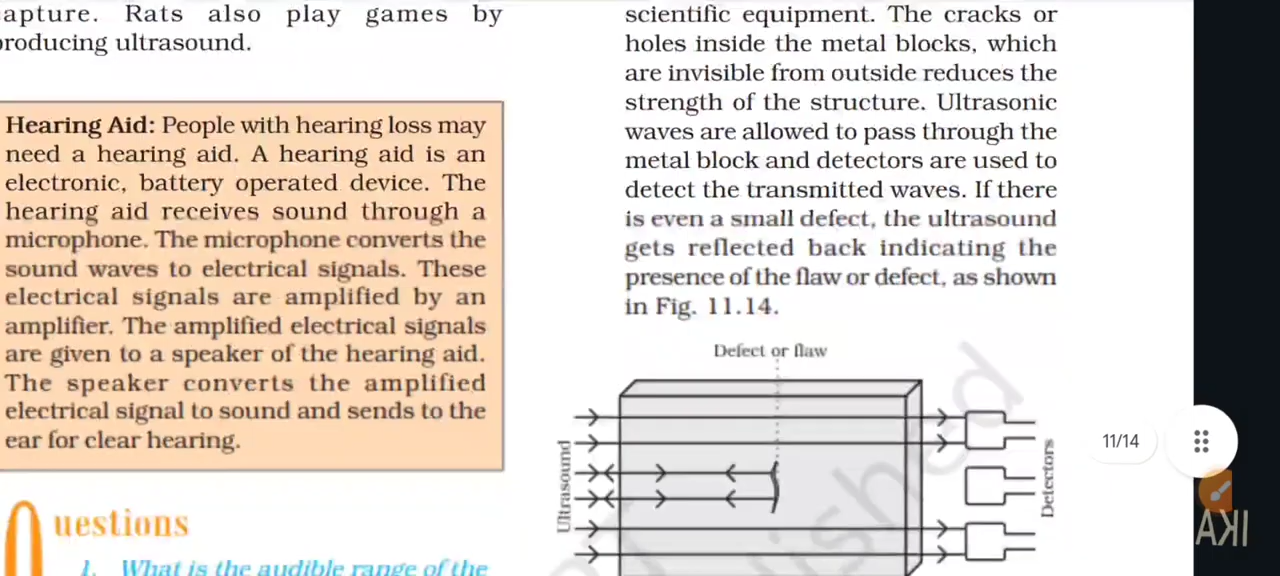 apture. Rats also play games by
roducing ultrasound.
Hearing Aid: People with hearing loss may
need a hearing aid. A hearing aid is an
electronic, battery operated device. The
hearing aid receives sound through a
microphone. The microphone converts the
sound waves to electrical signals. These
electrical signals are amplified by an
amplifier. The amplified electrical signals
are given to a speaker of the hearing aid.
The speaker converts the amplified
electrical signal to sound and sends to the
ear for clear hearing.
uestions
1. What is the audible range of the
scientific equipment. The cracks or
holes inside the metal blocks, which
are invisible from outside reduces the
strength of the structure. Ultrasonic
waves are allowed to pass through the
metal block and detectors are used to
detect the transmitted waves. If there
is even a small defect, the ultrasound
gets reflected back indicating the
presence of the flaw or defect, as shown
in Fig. 11.14.
Defect or flaw
Ultrasound
Detectors
11/14